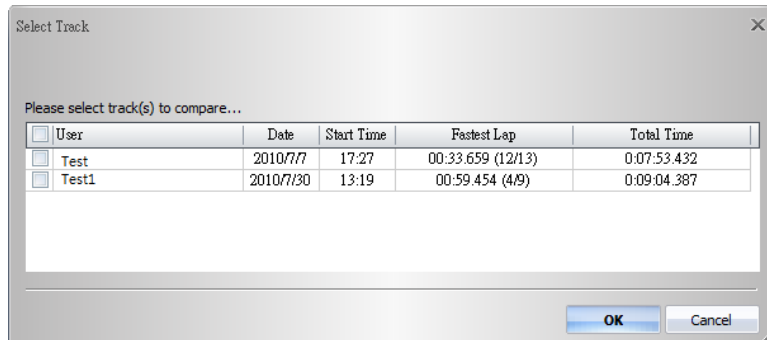 Select Track
Please select track(s) to compare...
User Date Start Time Fastest Lap Total Time
Test 2010/7/7 17:27 00:33.659 (12/13) 0:07:53.432
Test1 2010/7/30 13:19 00:59.454 (4/9) 0:09:04.387
OK Cancel